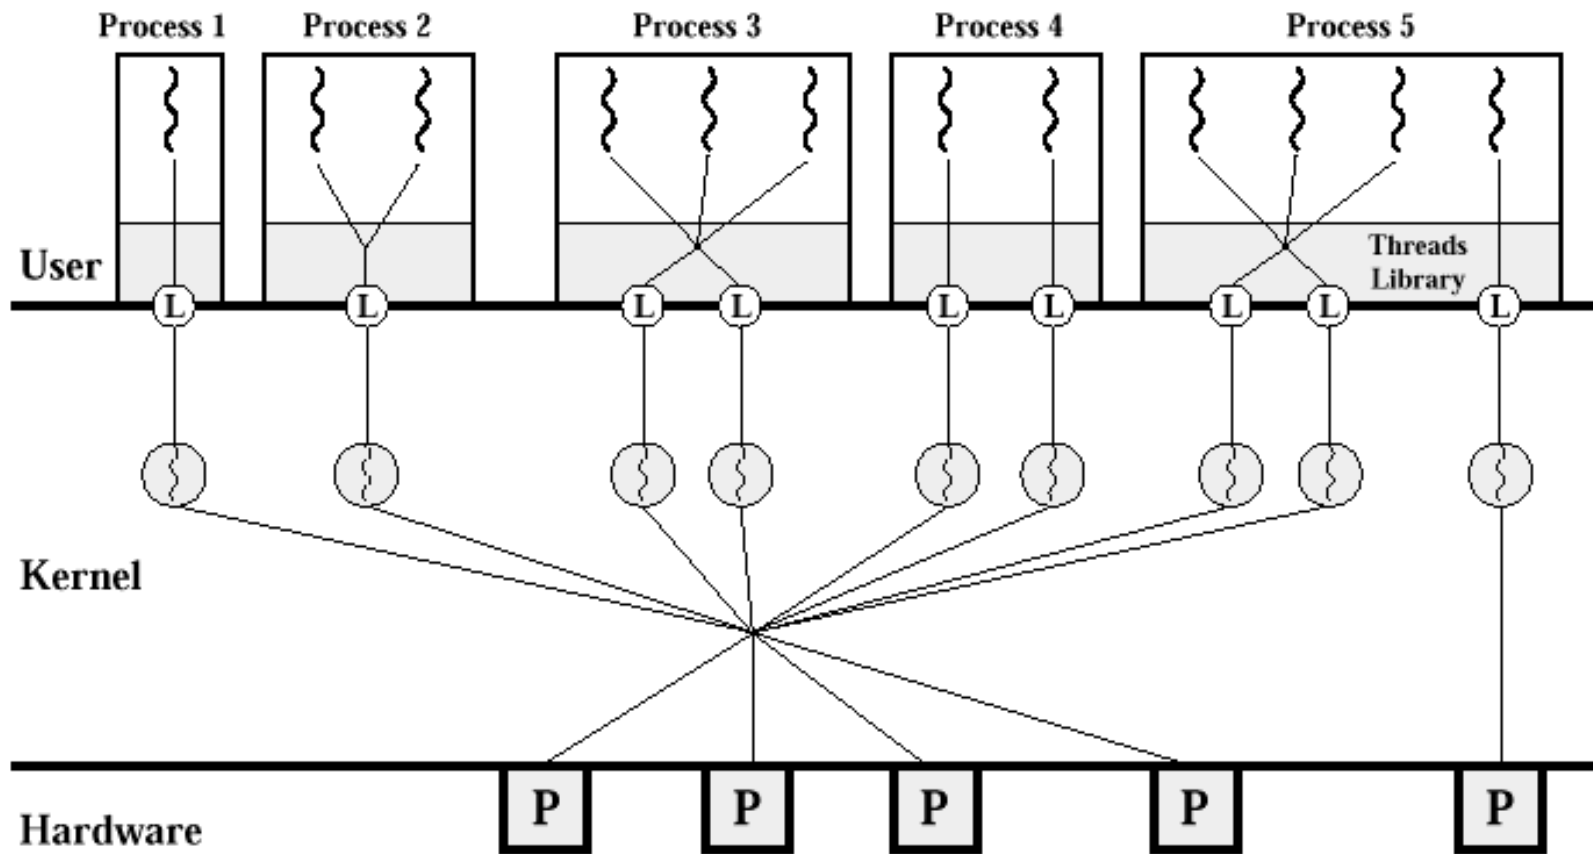 Process 1 Process 2 Process 3 Process 4 Process 5
Threads
Library
User
L L L L L L L L L
Kernel
P P P P P
Hardware